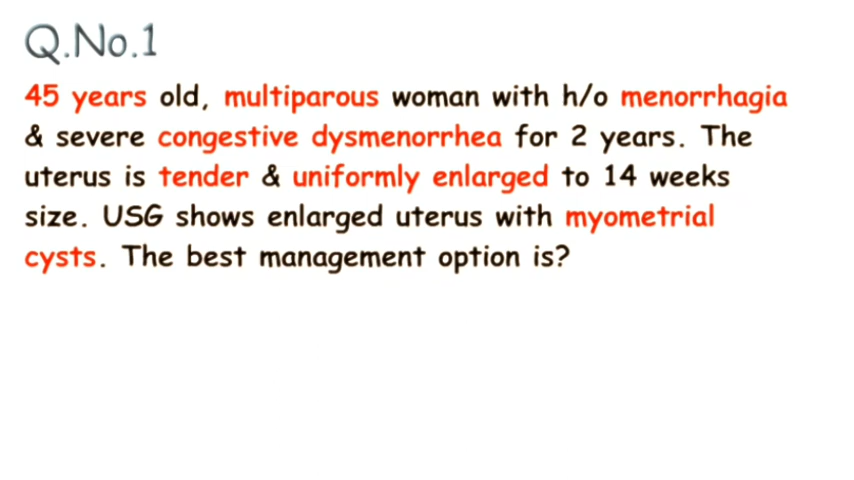 Q.No.1
45 years old, multiparous woman with h/o menorrhagia
& severe congestive dysmenorrhea for 2 years. The
uterus is tender & uniformly enlarged to 14 weeks
size. USG shows enlarged uterus with myometrial
cysts. The best management option is?